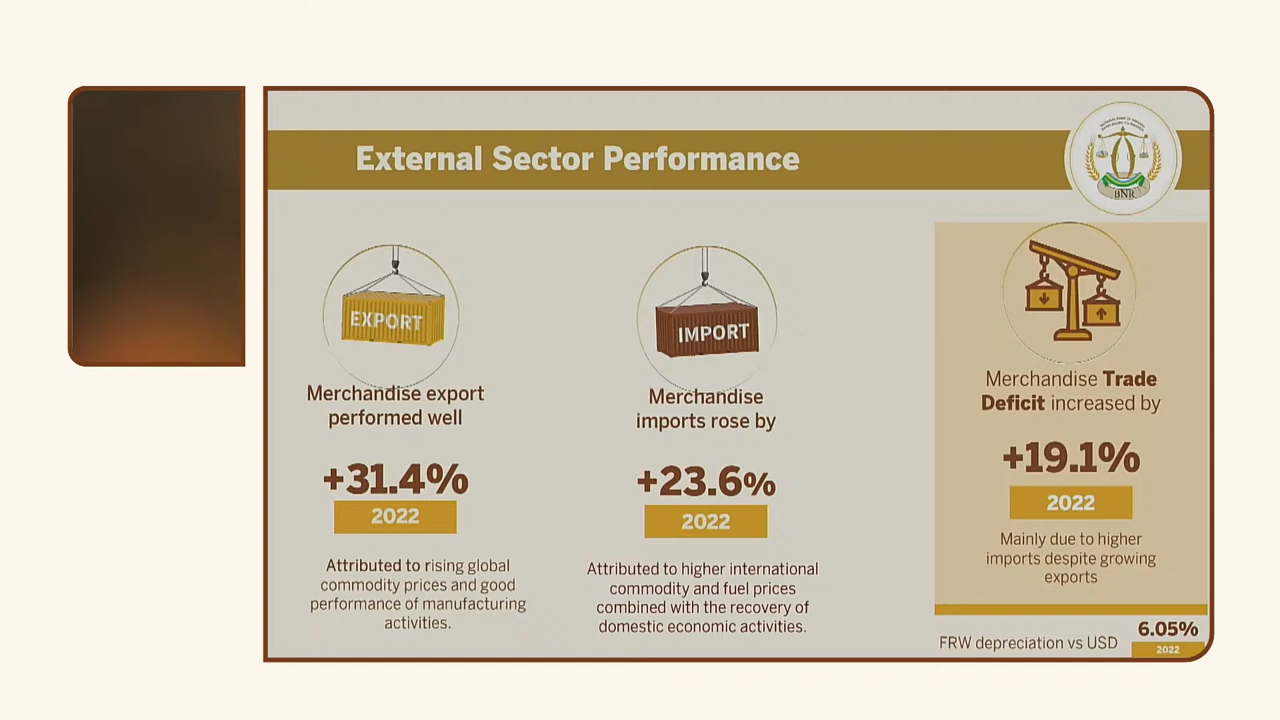 External Sector Performance
BNR
EXPORT
Merchandise export
performed well
+31.4%
2022
Attributed to rising global
commodity prices and good
performance of manufacturing
activities.
IMPORT
Merchandise
imports rose by
+23.6%
2022
Attributed to higher international
commodity and fuel prices
combined with the recovery of
domestic economic activities.
Merchandise Trade
Deficit increased by
+19.1%
2022
Mainly due to higher
imports despite growing
exports
FRW depreciation vs USD
6.05%
2022